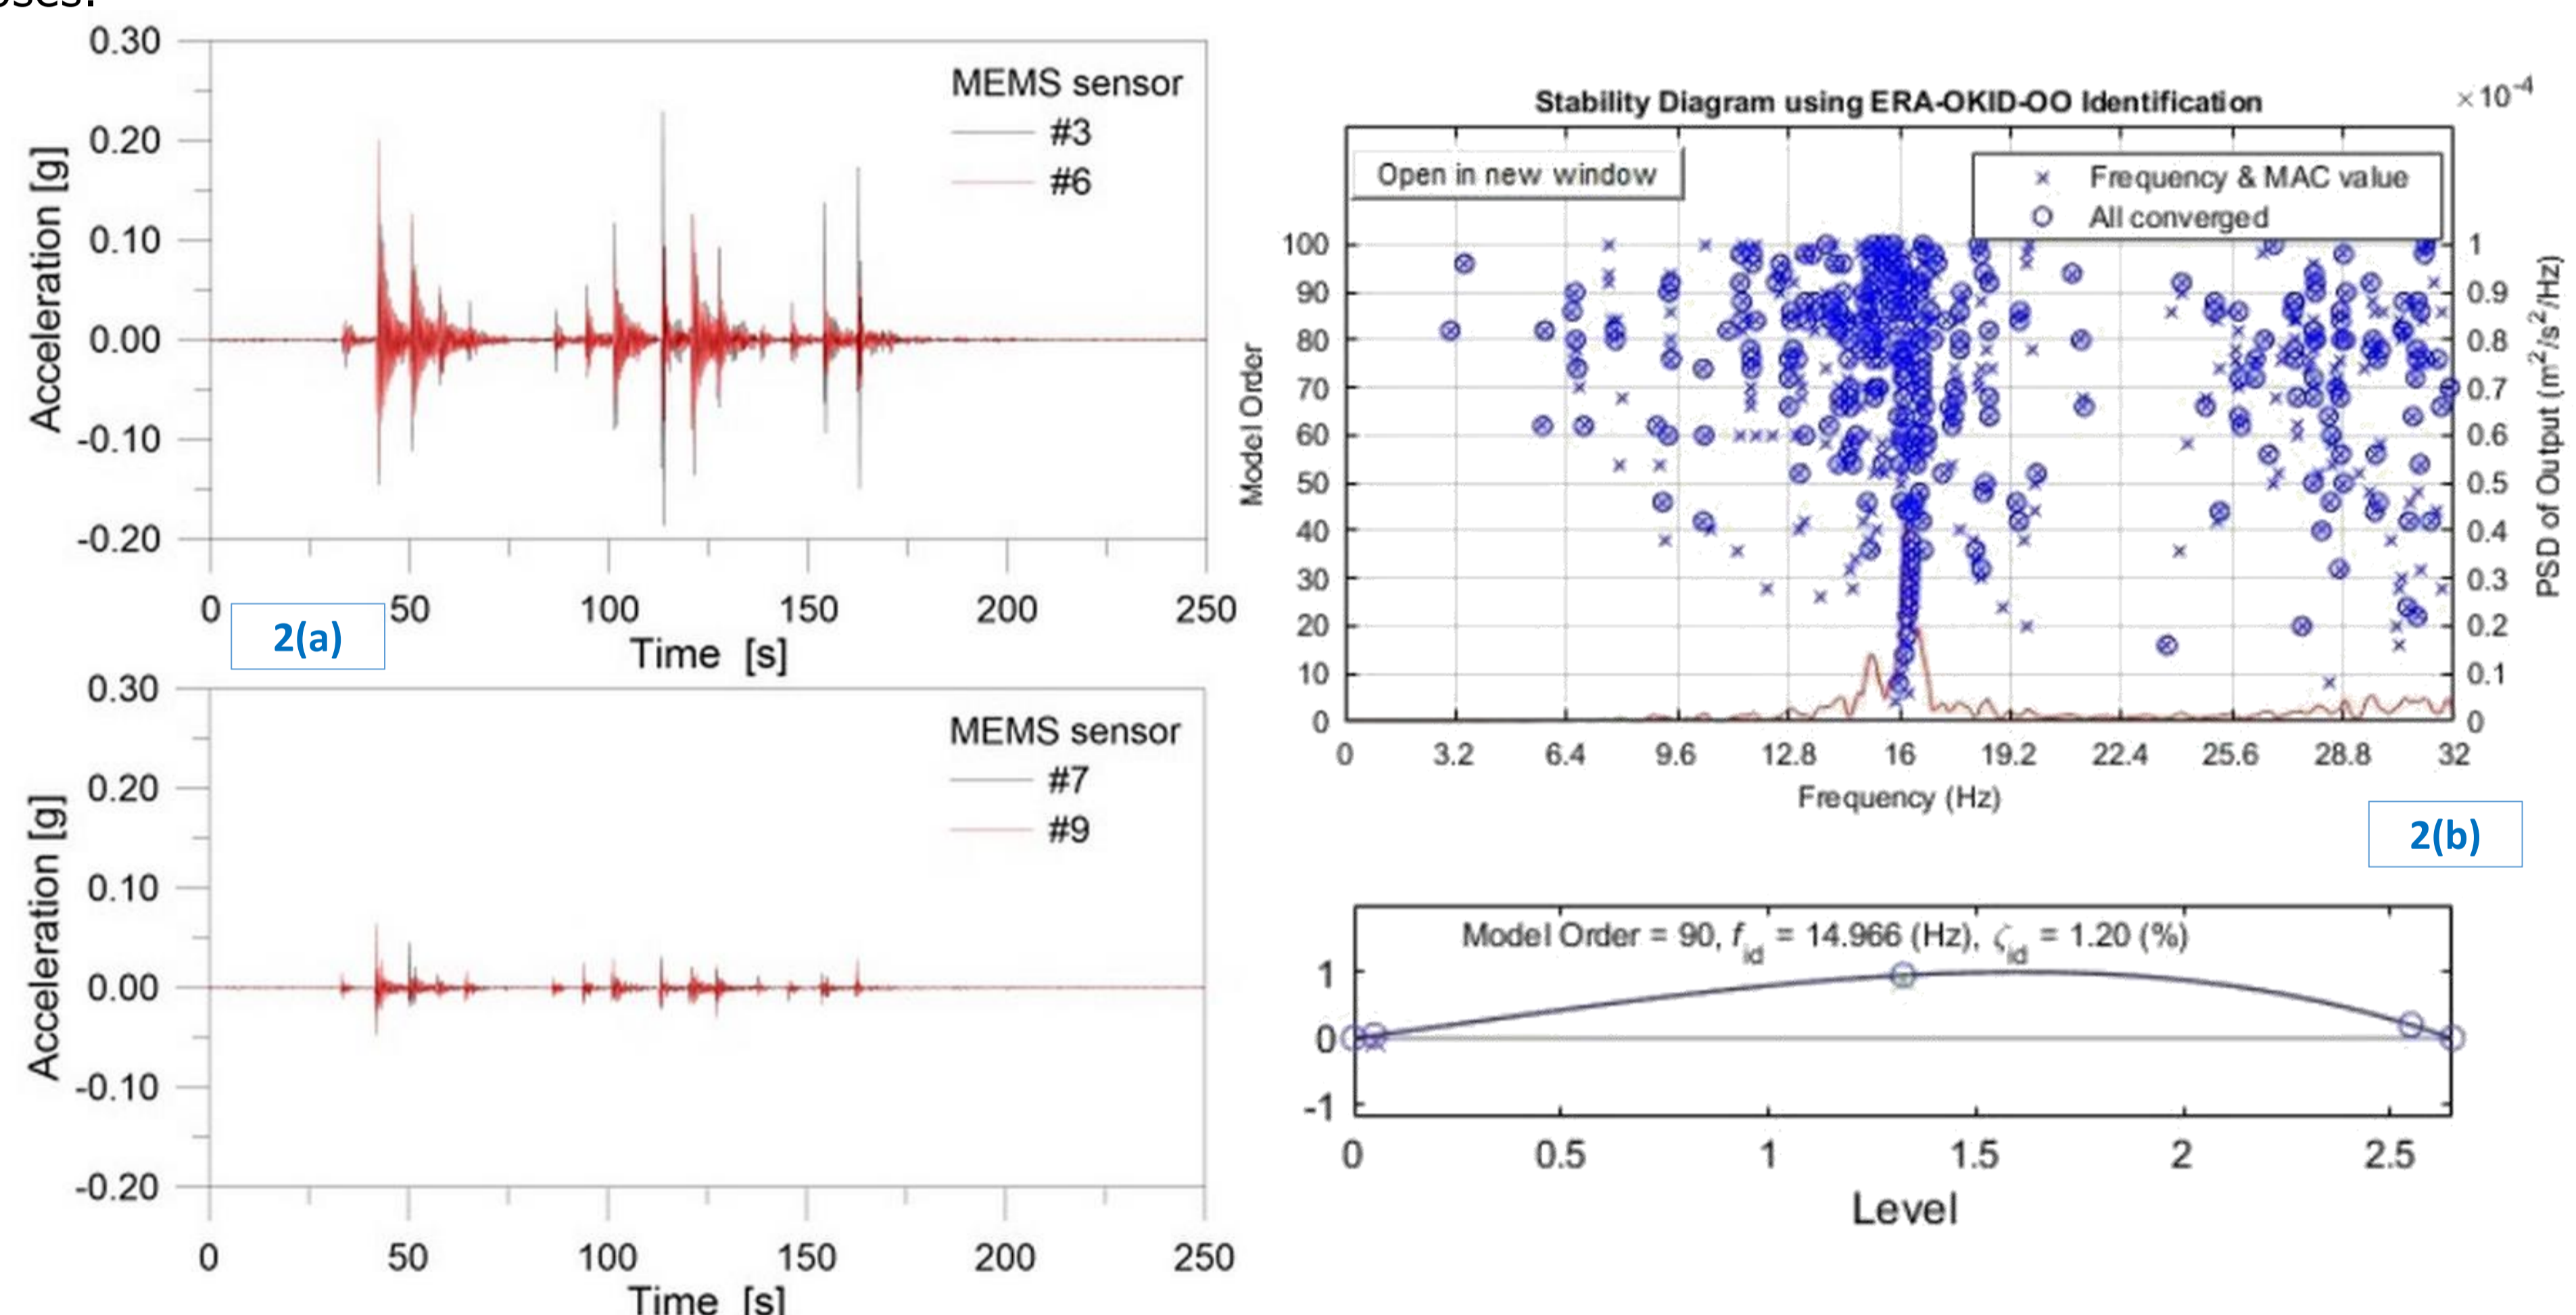 0.30
0.20
0.10
0.00
-0.10
-0.20
Acceleration [g]
MEMS sensor
#3
#6
0 50 100 150 200 250
2(a)
Time [s]
0.30
0.20
0.10
0.00
-0.10
-0.20
Acceleration [g]
MEMS sensor
#7
#9
0 50 100 150 200 250
Time [s]
Stability Diagram using ERA-OKID-OO Identification
×10-4
Open in new window
Frequency & MAC value
All converged
100
90
80
70
60
50
40
30
20
10
0
Model Order
1
0.9
0.8
0.7
0.6
0.5
0.4
0.3
0.2
0.1
0
PSD of Output (m2/s2/Hz)
0 3.2 6.4 9.6 12.8 16 19.2 22.4 25.6 28.8 32
Frequency (Hz)
2(b)
Model Order = 90, fid = 14.966 (Hz), ζid = 1.20 (%)
1
0
-1
0 0.5 1 1.5 2 2.5
Level